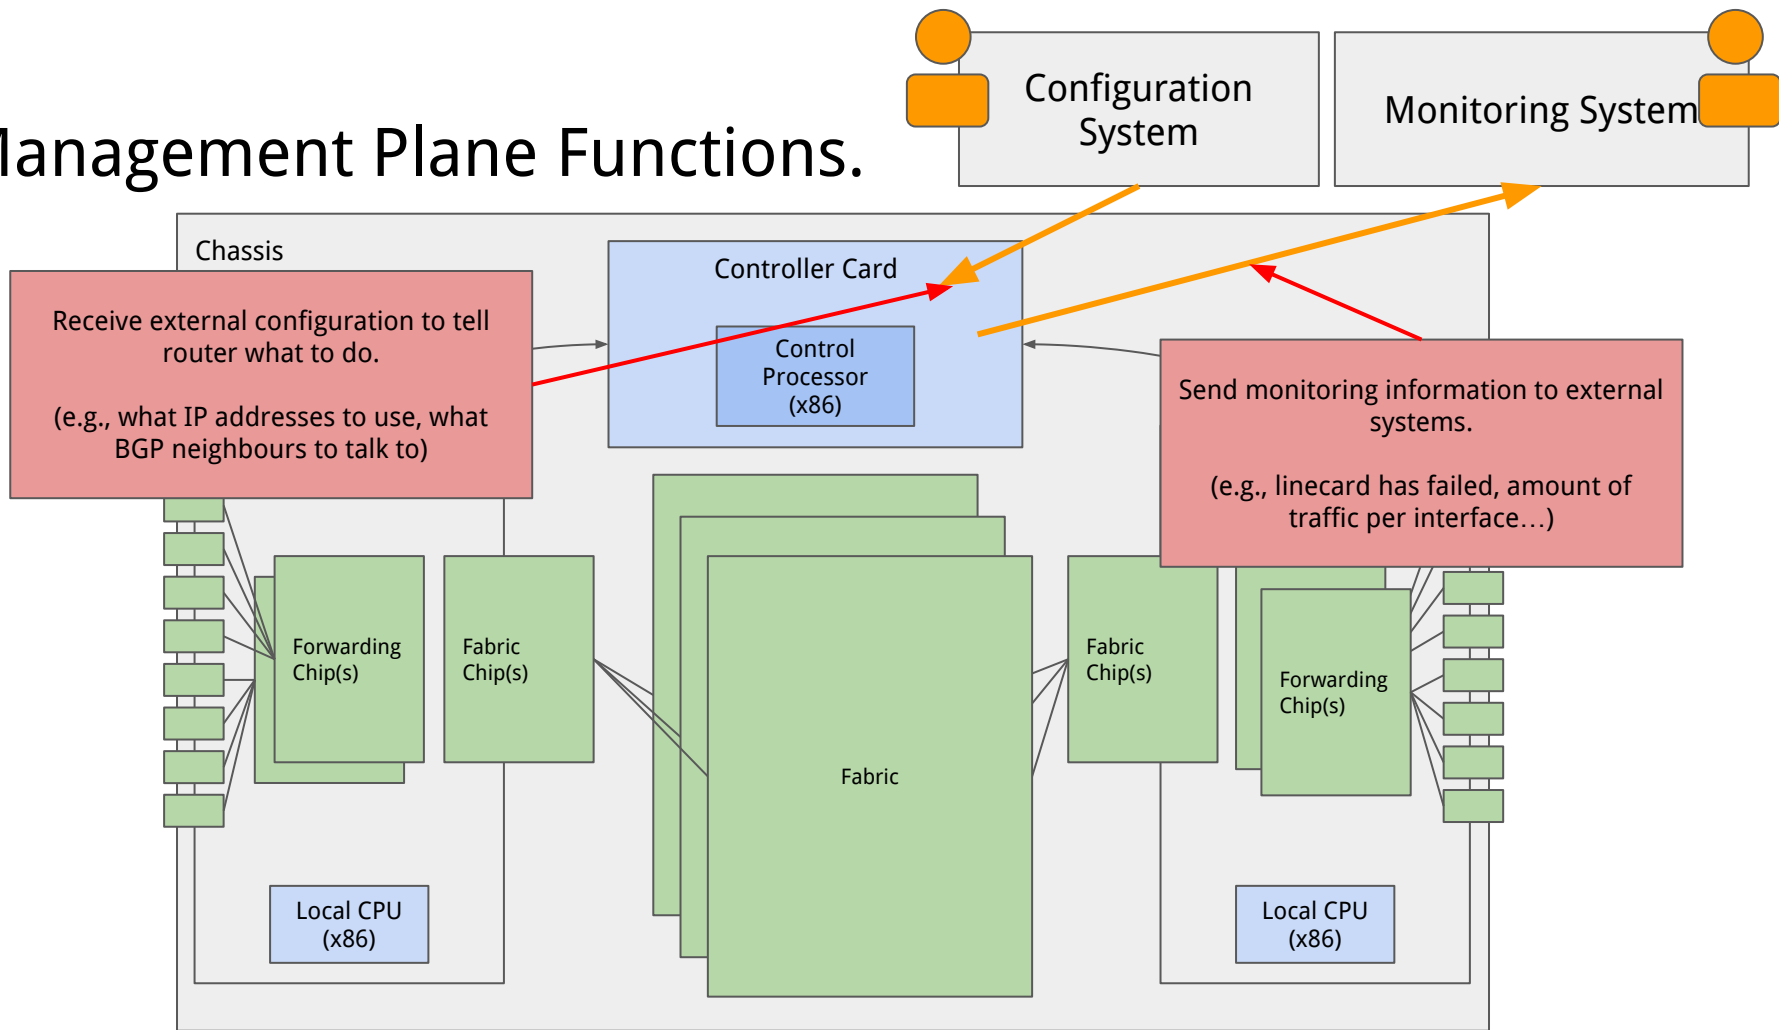 Management Plane Functions.
Configuration
System
Monitoring System
Chassis
Controller Card
Control
Processor
(x86)
Receive external configuration to tell
router what to do.
(e.g., what IP addresses to use, what
BGP neighbours to talk to)
Send monitoring information to external
systems.
(e.g., linecard has failed, amount of
traffic per interface…)
Forwarding
Chip(s)
Fabric
Chip(s)
Fabric
Fabric
Chip(s)
Forwarding
Chip(s)
Local CPU
(x86)
Local CPU
(x86)